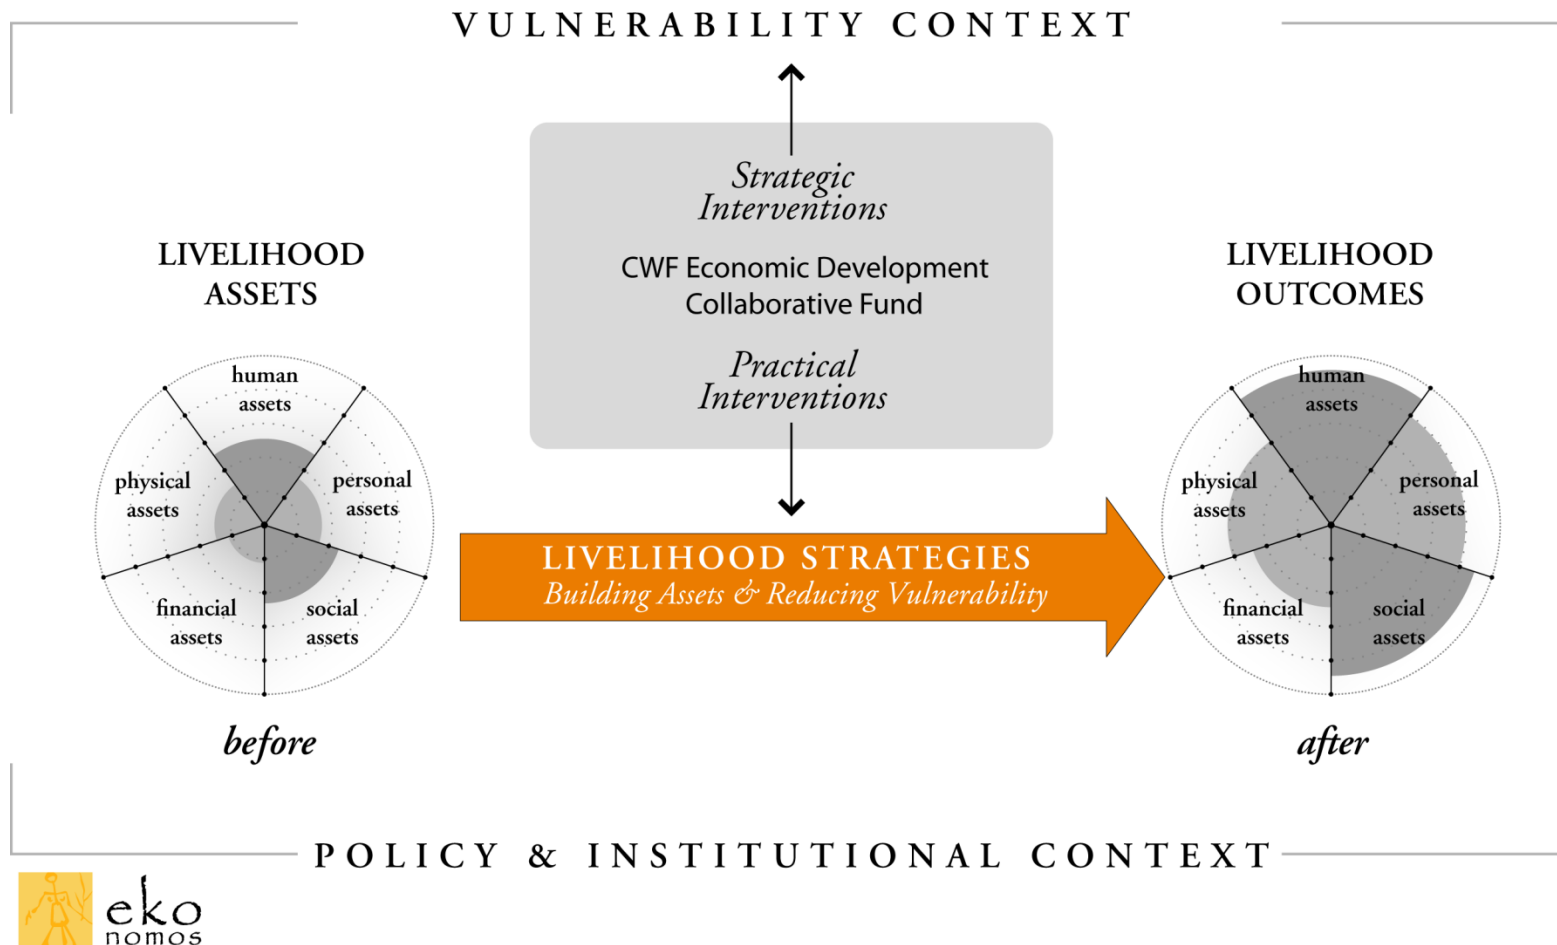 VULNERABILITY CONTEXT
Strategic
Interventions
CWF Economic Development
Collaborative Fund
Practical
Interventions
LIVELIHOOD
ASSETS
human
assets
physical
assets
personal
assets
financial
assets
social
assets
before
LIVELIHOOD STRATEGIES
Building Assets & Reducing Vulnerability
LIVELIHOOD
OUTCOMES
human
assets
physical
assets
personal
assets
financial
assets
social
assets
after
POLICY & INSTITUTIONAL CONTEXT
eko
nomos